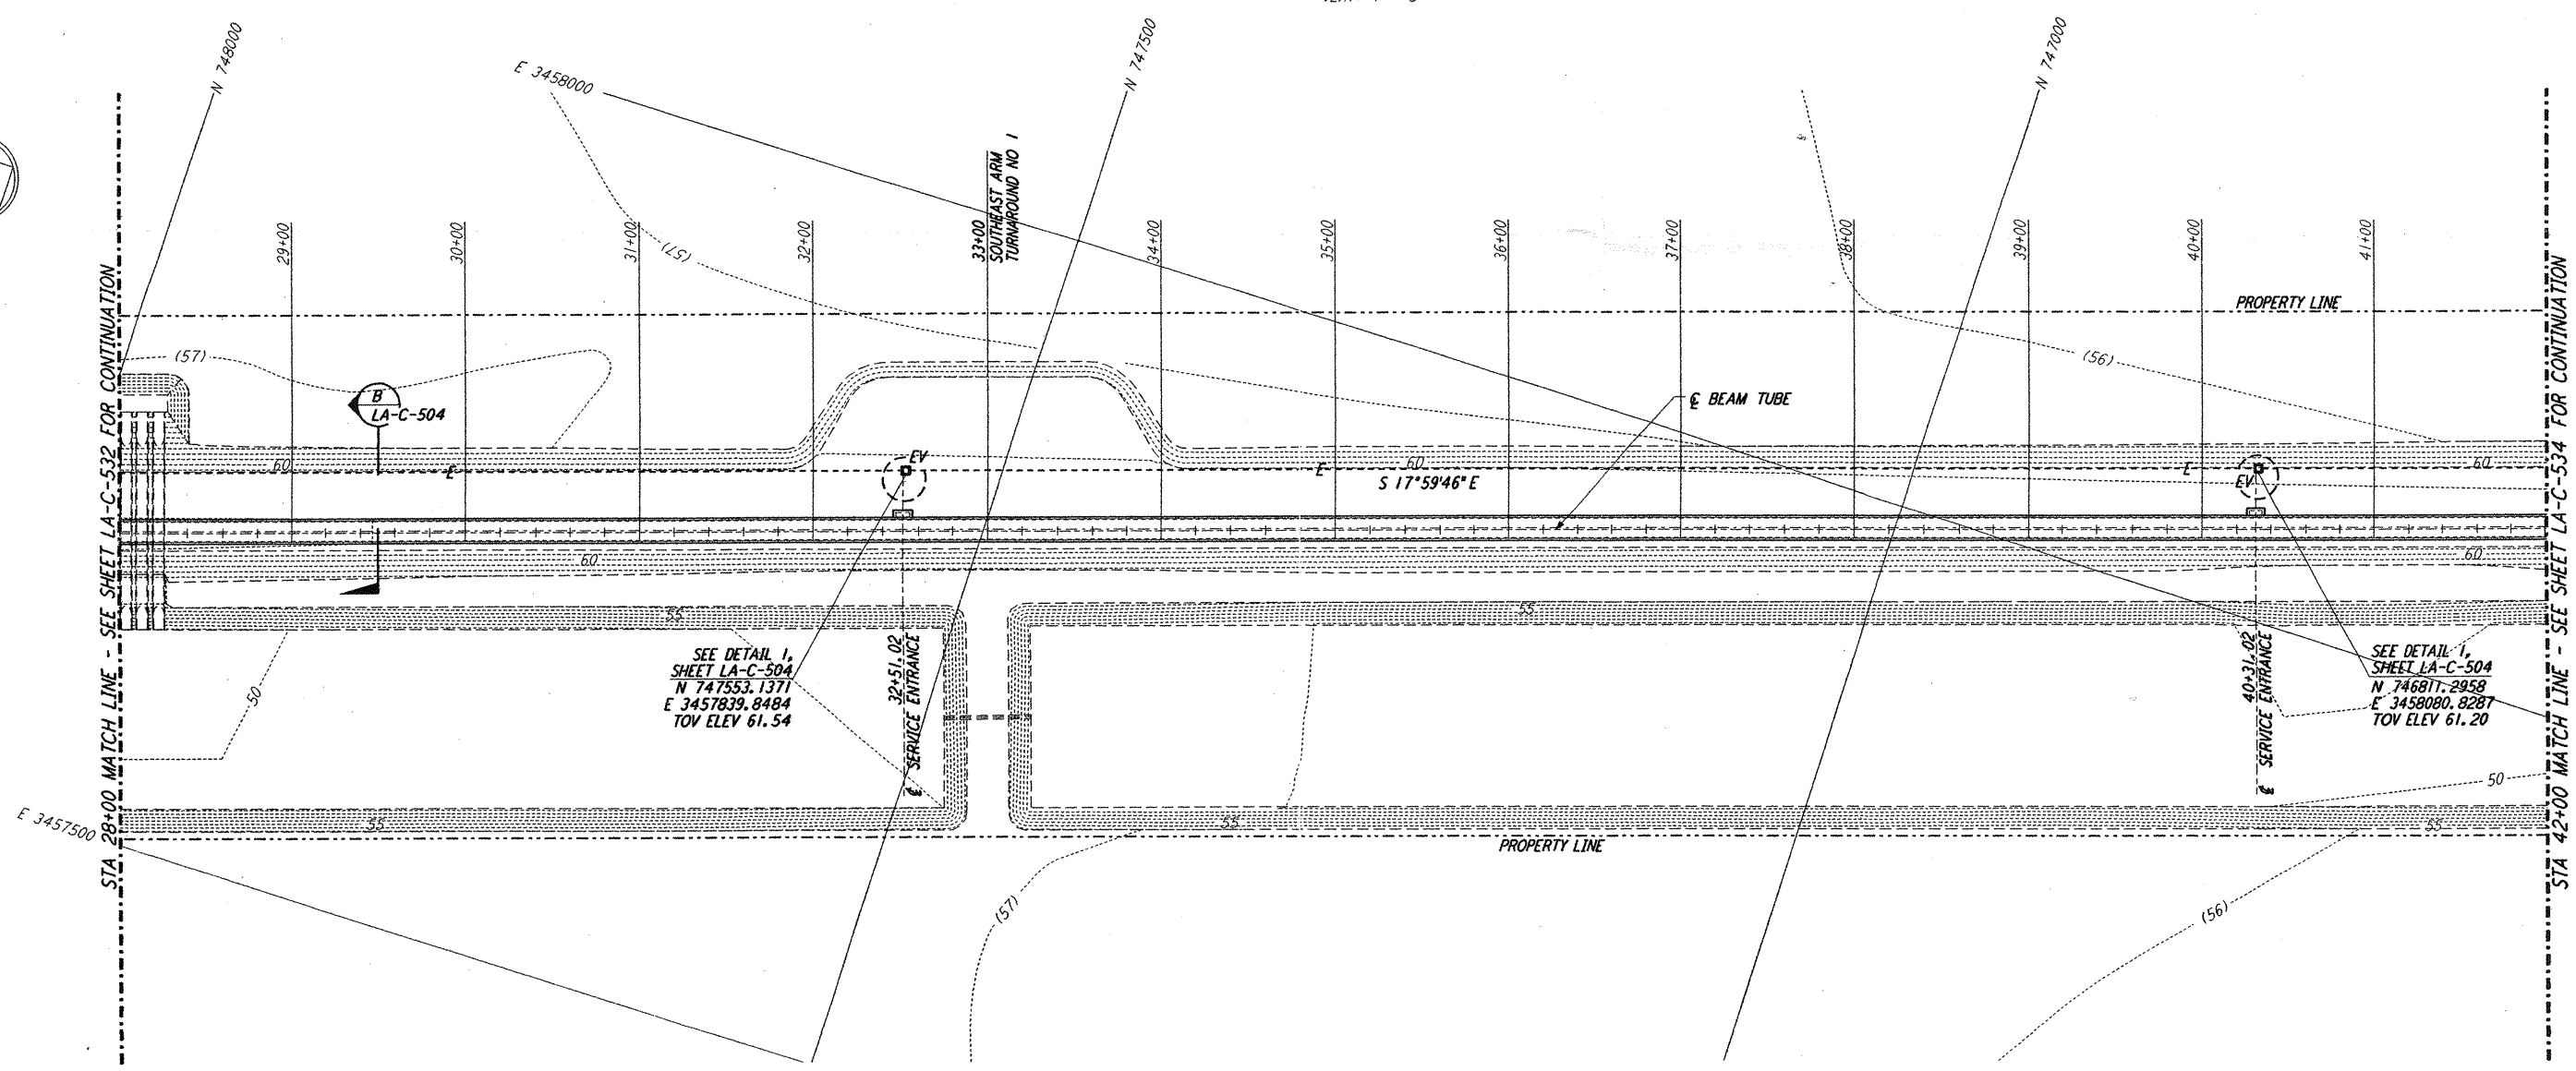 N 748000
E 3458000
N 747500
N 747000
STA 28+00 MATCH LINE - SEE SHEET LA-C-532 FOR CONTINUATION
29+00
30+00
31+00
32+00
33+00
SOUTHEAST ARM
TURNAROUND NO 1
34+00
35+00
36+00
37+00
38+00
39+00
40+00
41+00
STA 42+00 MATCH LINE - SEE SHEET LA-C-534 FOR CONTINUATION
(57)
PROPERTY LINE
(57)
(56)
B
LA-C-504
℄ BEAM TUBE
60
E
EV
E
60
S 17°59'46" E
E
EV
60
60
60
55
55
50
SEE DETAIL 1,
SHEET LA-C-504
N 747553.1371
E 3457839.8484
TOV ELEV 61.54
32+51.02
℄ SERVICE ENTRANCE
40+31.02
℄ SERVICE ENTRANCE
SEE DETAIL 1,
SHEET LA-C-504
N 746811.2958
E 3458080.8287
TOV ELEV 61.20
50
E 3457500
55
55
55
PROPERTY LINE
(57)
(56)